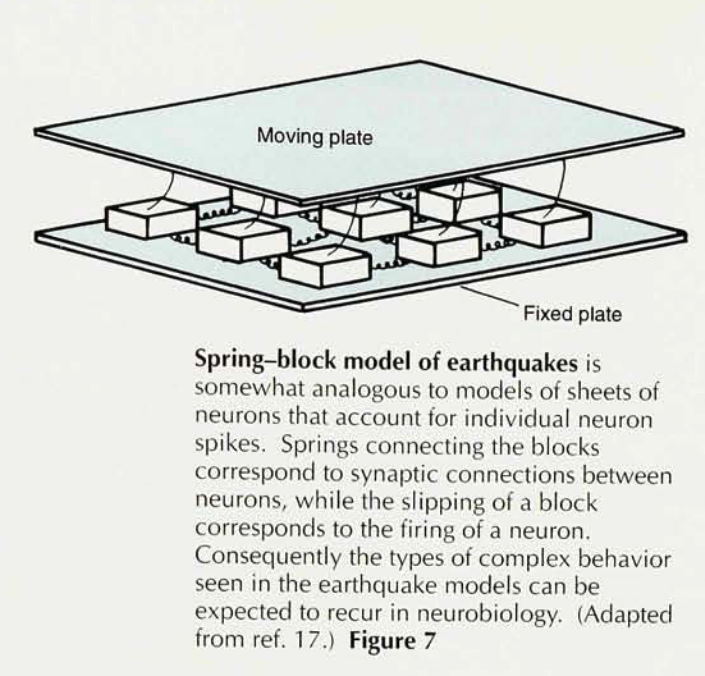 Moving plate
Fixed plate
Spring–block model of earthquakes is
somewhat analogous to models of sheets of
neurons that account for individual neuron
spikes. Springs connecting the blocks
correspond to synaptic connections between
neurons, while the slipping of a block
corresponds to the firing of a neuron.
Consequently the types of complex behavior
seen in the earthquake models can be
expected to recur in neurobiology. (Adapted
from ref. 17.) Figure 7